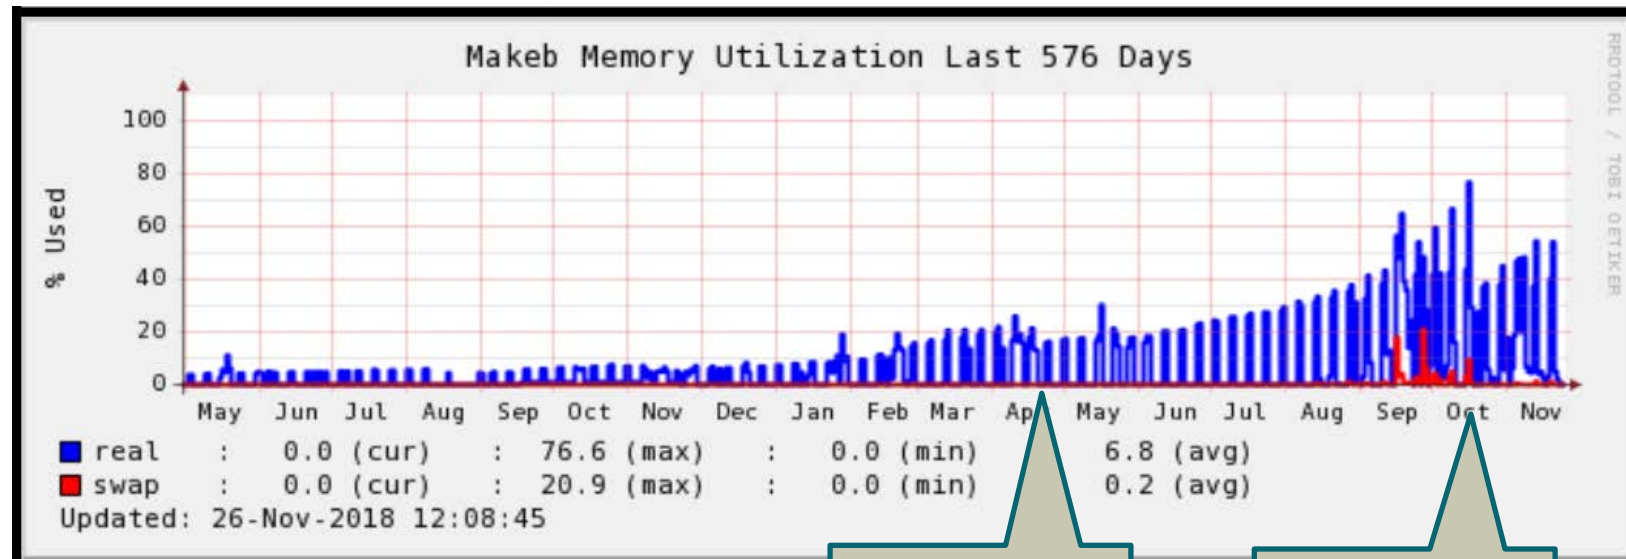 Makeb Memory Utilization Last 576 Days
RRDTOOL / TOBI OETIKER
% Used
100
80
60
40
20
0
May Jun Jul Aug Sep Oct Nov Dec Jan Feb Mar Apr May Jun Jul Aug Sep Oct Nov
real : 0.0 (cur) : 76.6 (max) : 0.0 (min) 6.8 (avg)
swap : 0.0 (cur) : 20.9 (max) : 0.0 (min) 0.2 (avg)
Updated: 26-Nov-2018 12:08:45